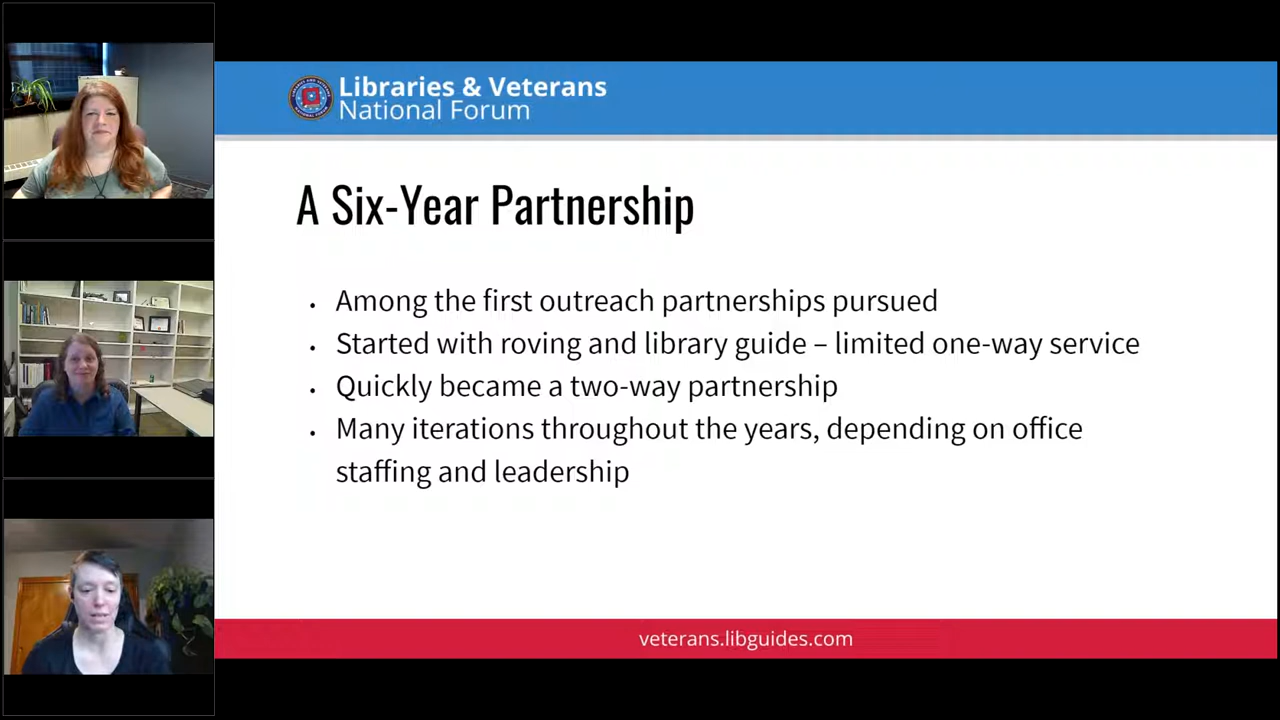 Libraries & Veterans
National Forum
A Six-Year Partnership
• Among the first outreach partnerships pursued
• Started with roving and library guide – limited one-way service
• Quickly became a two-way partnership
• Many iterations throughout the years, depending on office
staffing and leadership
veterans.libguides.com